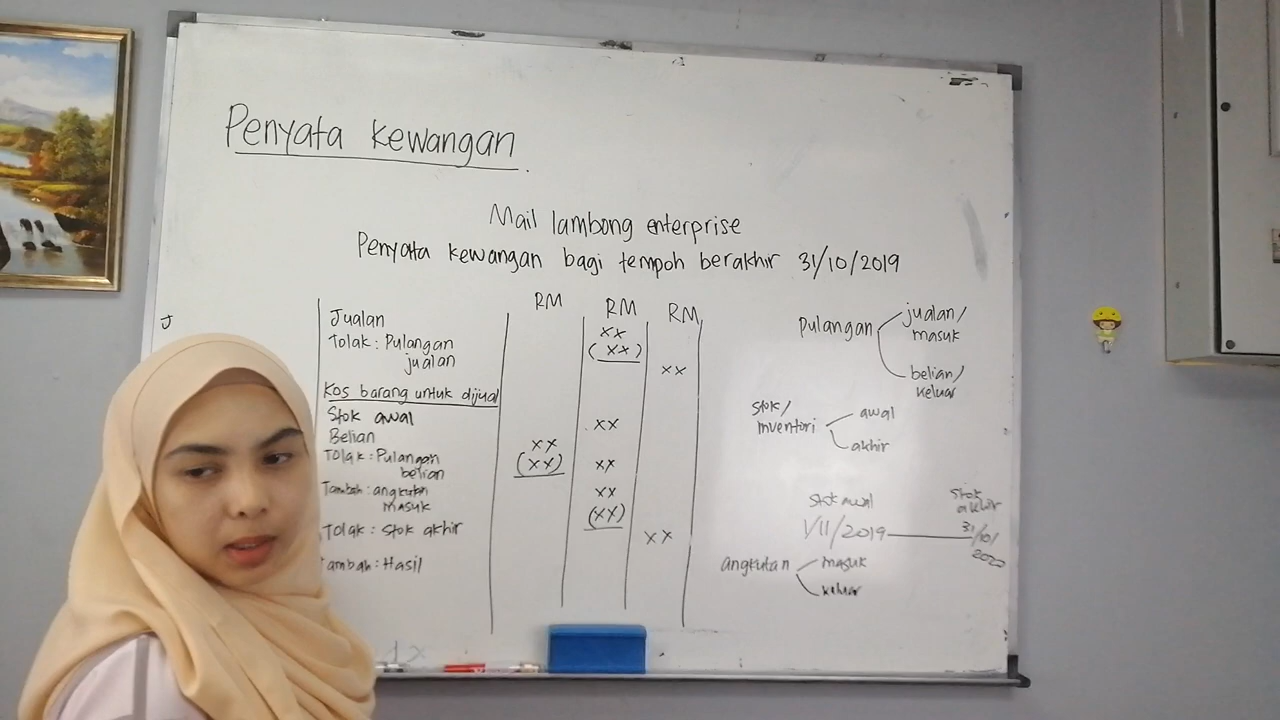 Penyata kewangan
Mail lambong enterprise
Penyata kewangan bagi tempoh berakhir 31/10/2019
RM RM RM
J
Jualan xx
Tolak : Pulangan (xx)
jualan xx
Kos barang untuk dijual
Stok awal xx
Belian xx
Tolak : Pulangan (xx) xx
belian
Tambah : angkutan xx
masuk (xx)
Tolak : Stok akhir xx
ambah : Hasil
Pulangan jualan/
masuk
belian/
keluar
Stok/ awal
inventori akhir
Stok awal Stok
akhir
1/11/2019 31/10/
2020
angkutan masuk
keluar